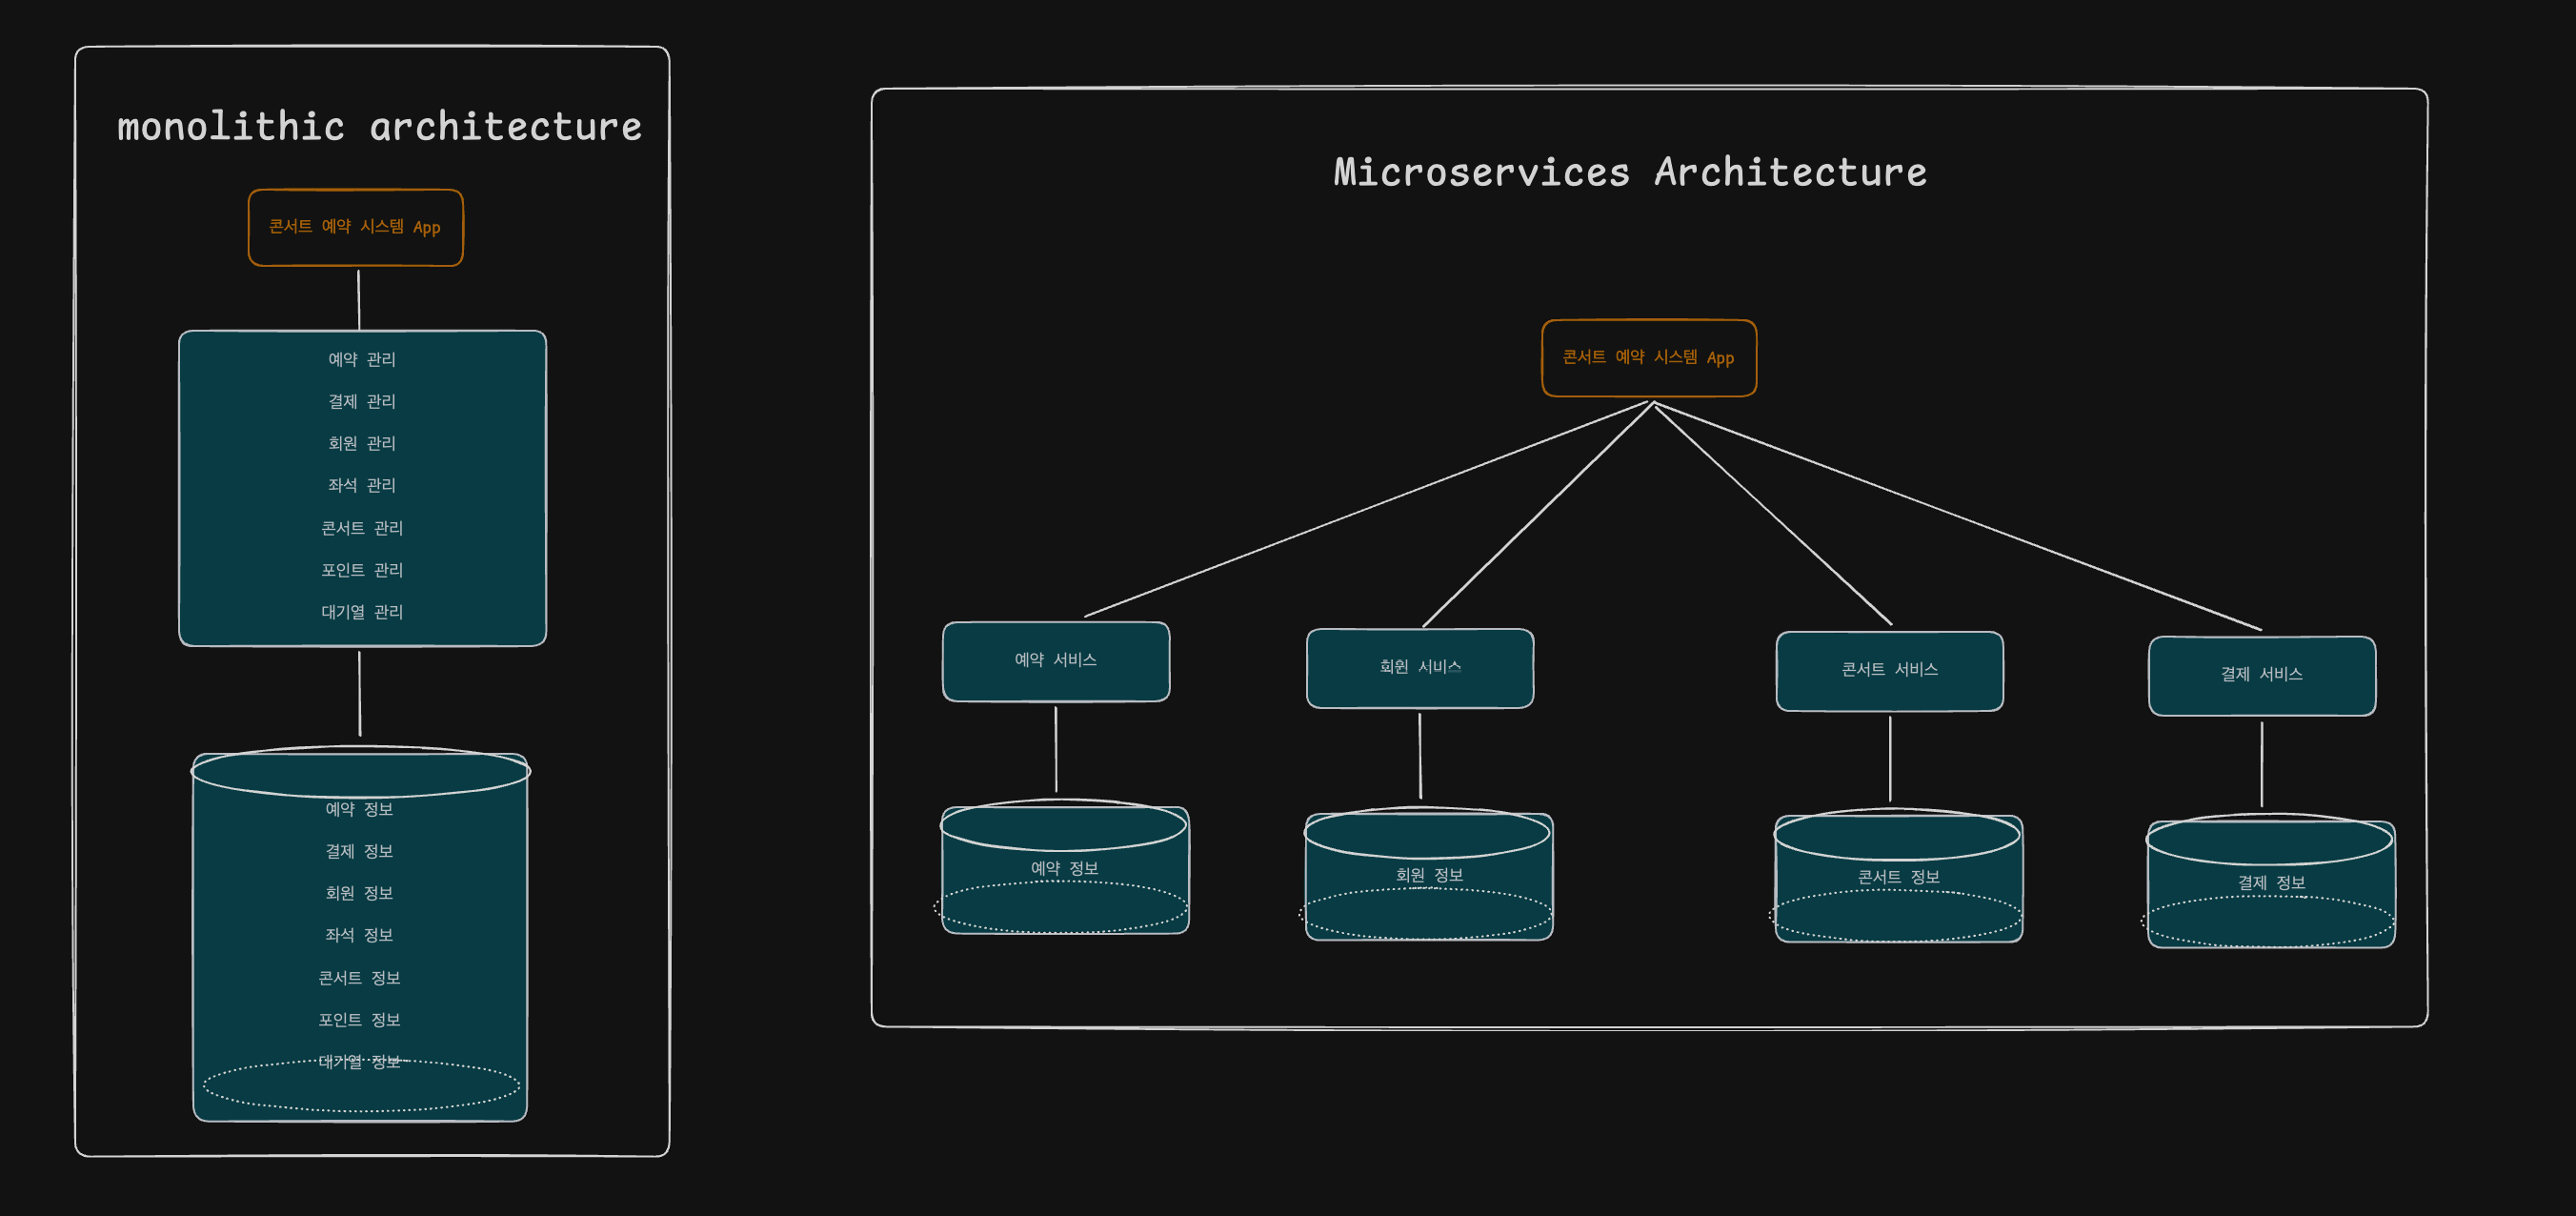 monolithic architecture
콘서트 예약 시스템 App
예약 관리
결제 관리
회원 관리
좌석 관리
콘서트 관리
포인트 관리
대기열 관리
예약 정보
결제 정보
회원 정보
좌석 정보
콘서트 정보
포인트 정보
대기열 정보
Microservices Architecture
콘서트 예약 시스템 App
예약 서비스
회원 서비스
콘서트 서비스
결제 서비스
예약 정보
회원 정보
콘서트 정보
결제 정보